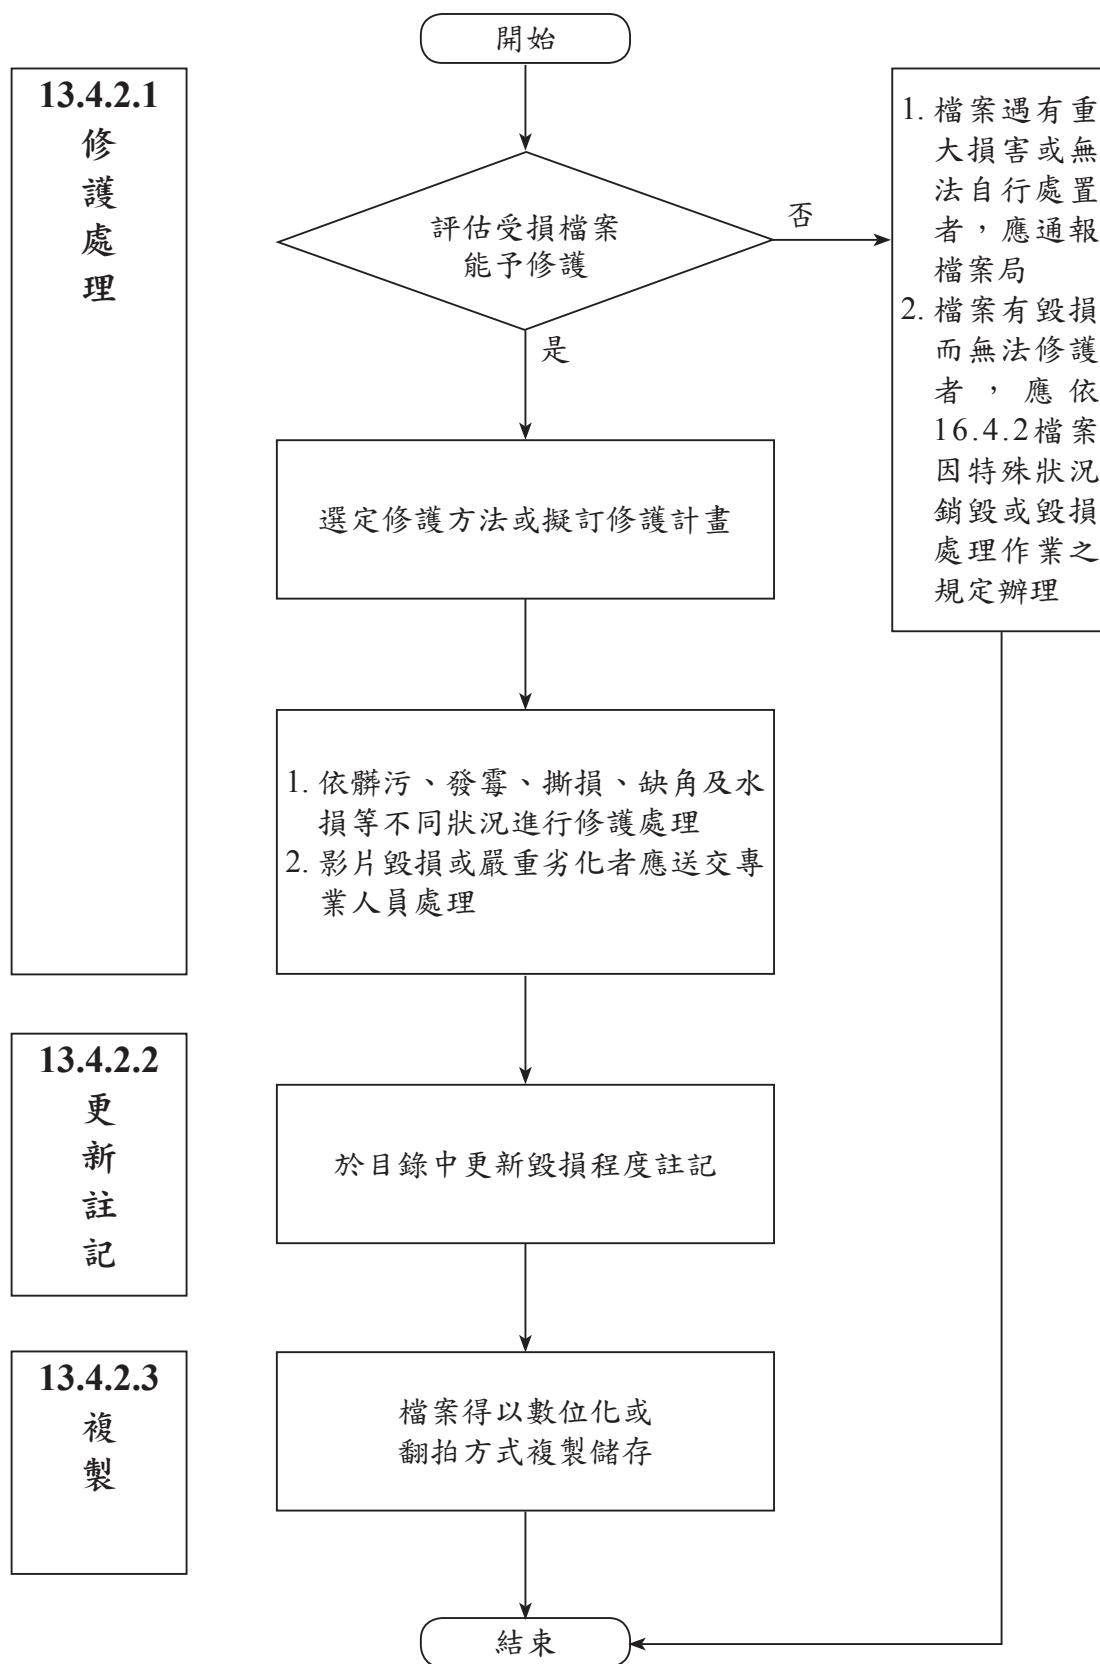 開始
13.4.2.1
修
護
處
理
評估受損檔案
能予修護
否
是
1. 檔案遇有重
大損害或無
法自行處置
者，應通報
檔案局
2. 檔案有毀損
而無法修護
者，應依
16.4.2檔案
因特殊狀況
銷毀或毀損
處理作業之
規定辦理
選定修護方法或擬訂修護計畫
1. 依髒污、發霉、撕損、缺角及水
損等不同狀況進行修護處理
2. 影片毀損或嚴重劣化者應送交專
業人員處理
13.4.2.2
更
新
註
記
於目錄中更新毀損程度註記
13.4.2.3
複
製
檔案得以數位化或
翻拍方式複製儲存
結束